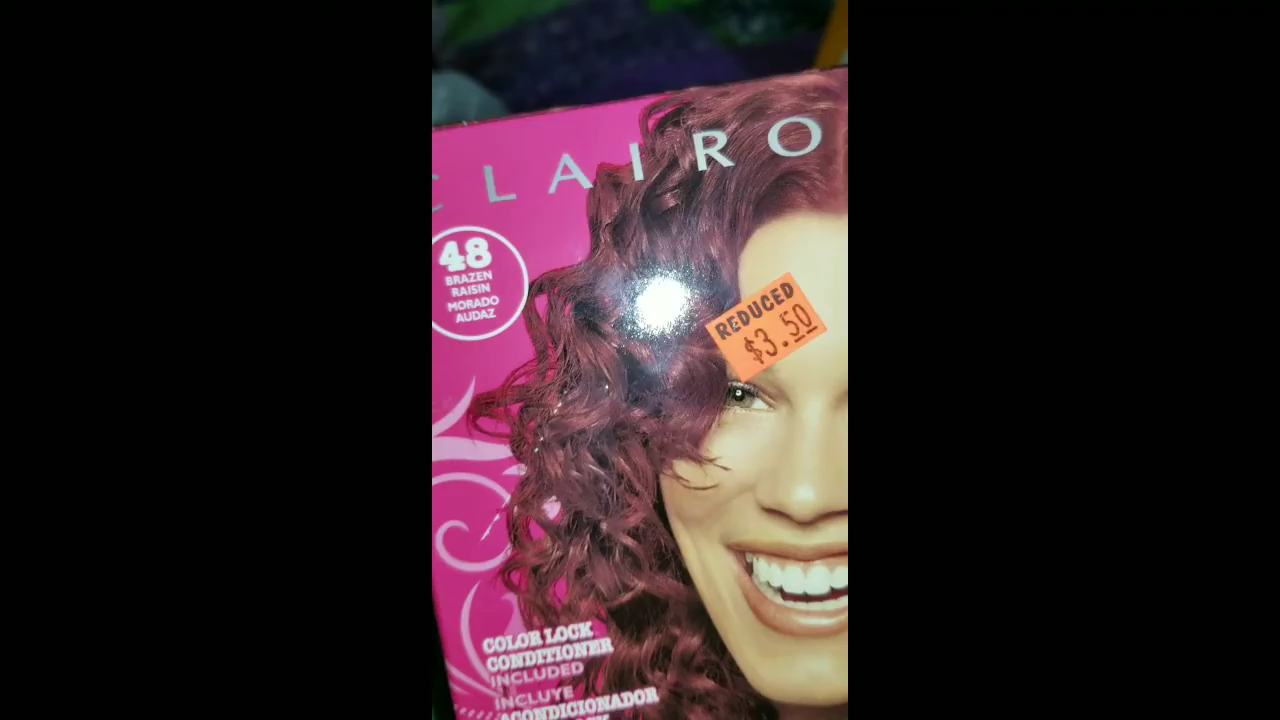 CLAIRO
48
BRAZEN
RAISIN
MORADO
AUDAZ
REDUCED
$3.50
COLOR LOCK
CONDITIONER
INCLUDED
INCLUYE
ACONDICIONADOR